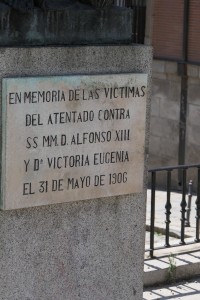 EN MEMORIA DE LAS VÍCTIMAS
DEL ATENTADO CONTRA
SS MM. D. ALFONSO XIII
Y Dª VICTORIA EUGENIA
EL 31 DE MAYO DE 1906